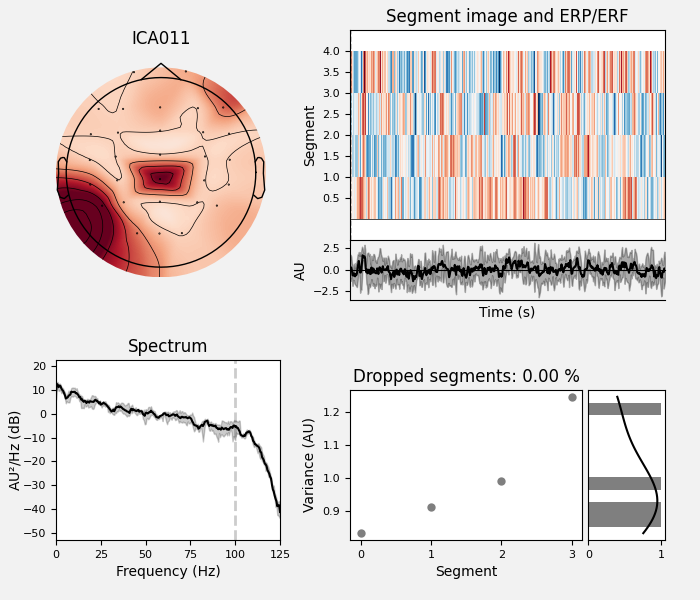 ICA011
Segment image and ERP/ERF
Segment
4.0
3.5
3.0
2.5
2.0
1.5
1.0
0.5
AU
2.5
0.0
−2.5
Time (s)
Spectrum
AU²/Hz (dB)
20
10
0
−10
−20
−30
−40
−50
0 25 50 75 100 125
Frequency (Hz)
Dropped segments: 0.00 %
Variance (AU)
1.2
1.1
1.0
0.9
0 1 2 3
Segment
0 1